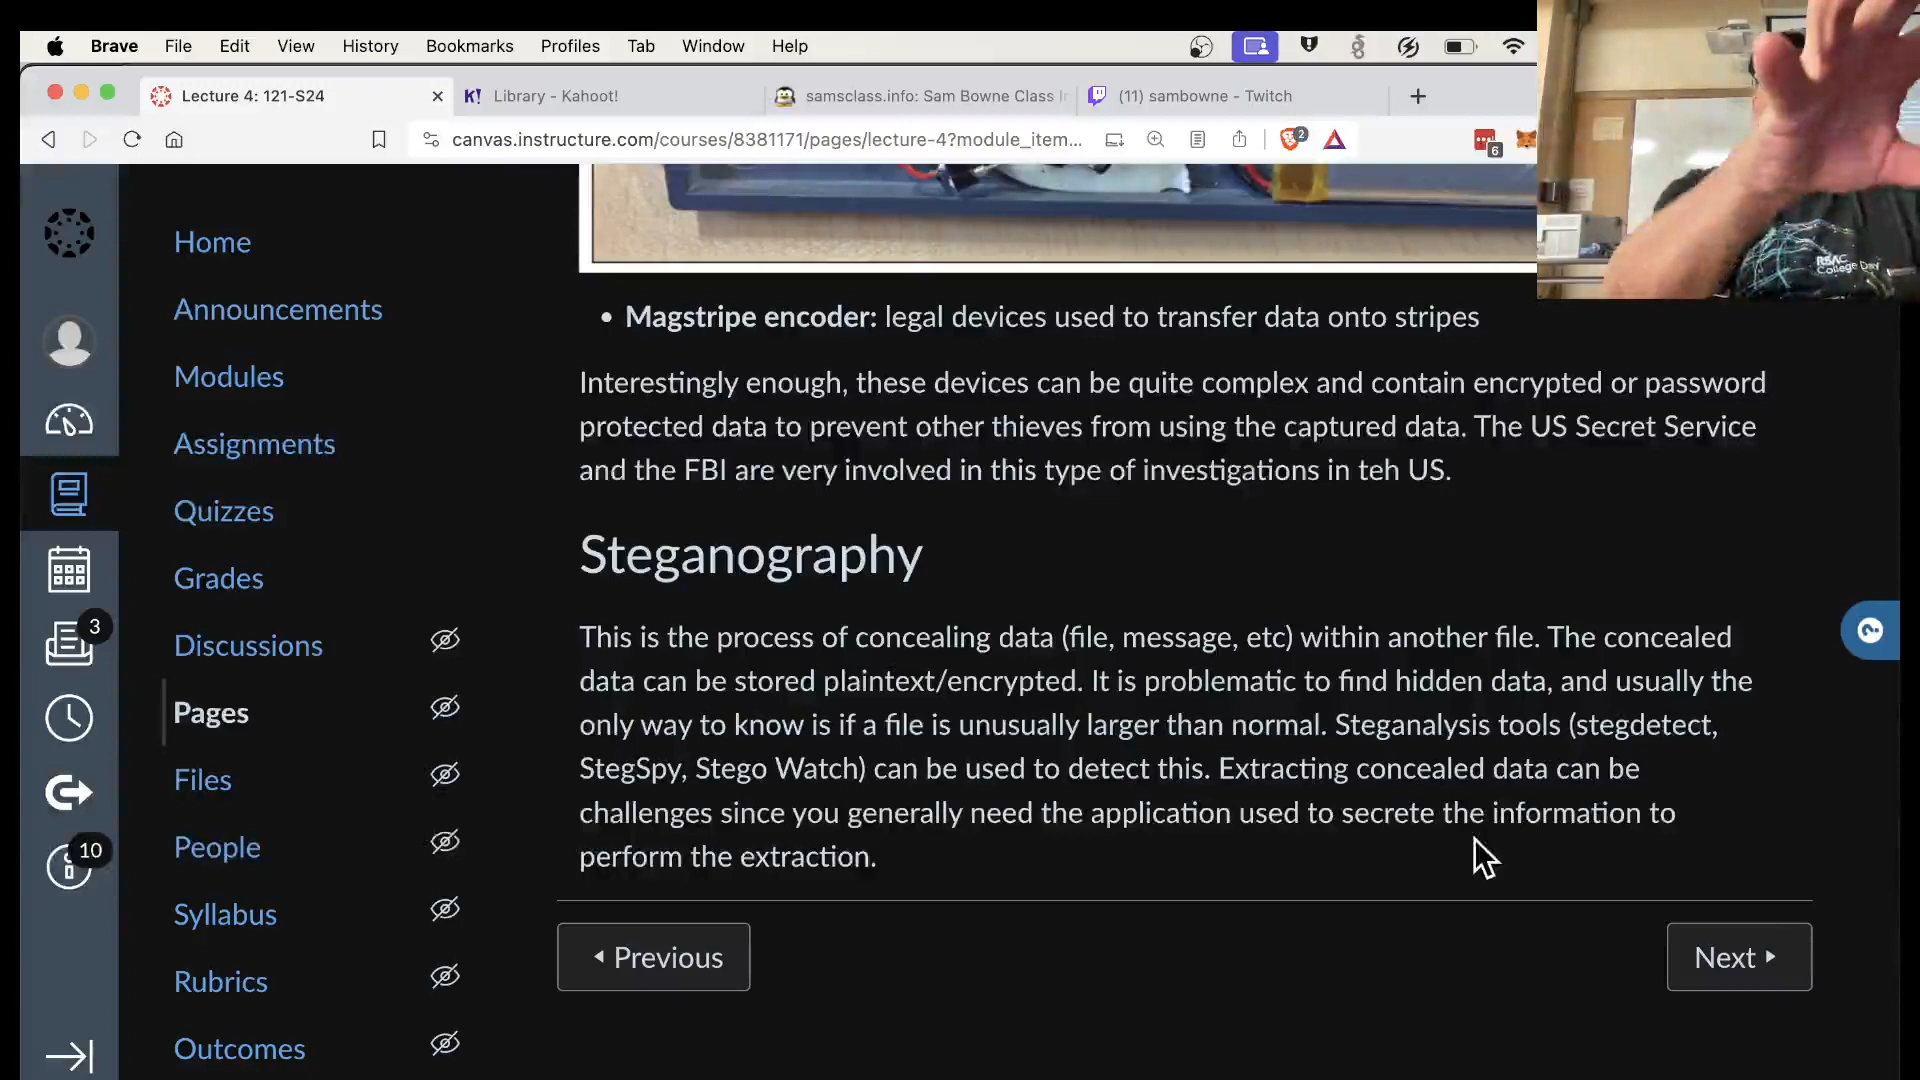 Brave File Edit View History Bookmarks Profiles Tab Window Help
Lecture 4: 121-S24
K! Library - Kahoot!
samsclass.info: Sam Bowne Class
(11) sambowne - Twitch
canvas.instructure.com/courses/8381171/pages/lecture-4?module_item...
2
6
RSAC
College Day
Home
Announcements
Modules
Assignments
Quizzes
Grades
Discussions
Pages
Files
People
Syllabus
Rubrics
Outcomes
3
10
• Magstripe encoder: legal devices used to transfer data onto stripes
Interestingly enough, these devices can be quite complex and contain encrypted or password
protected data to prevent other thieves from using the captured data. The US Secret Service
and the FBI are very involved in this type of investigations in teh US.
Steganography
This is the process of concealing data (file, message, etc) within another file. The concealed
data can be stored plaintext/encrypted. It is problematic to find hidden data, and usually the
only way to know is if a file is unusually larger than normal. Steganalysis tools (stegdetect,
StegSpy, Stego Watch) can be used to detect this. Extracting concealed data can be
challenges since you generally need the application used to secrete the information to
perform the extraction.
Previous
Next